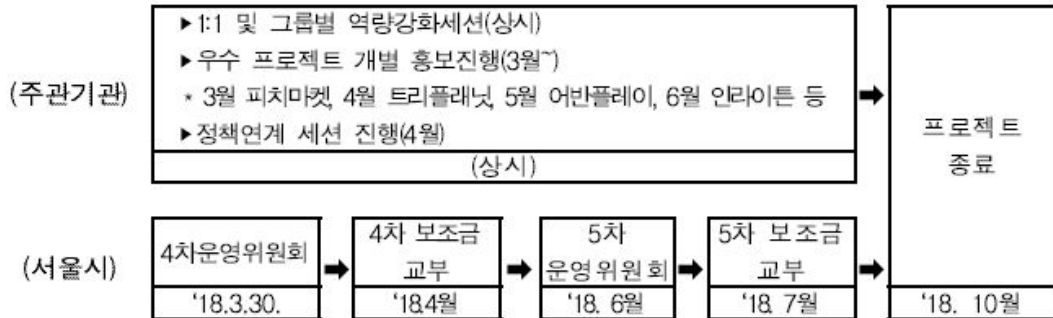 ▸1:1 및 그룹별 역량강화세션(상시)
▸우수 프로젝트 개별 홍보진행(3월~)
(주관기관)
* 3월 피치마켓, 4월 트리플래닛, 5월 어반플레이, 6월 인라이튼 등
▸정책연계 세션 진행(4월)
(상시)
프로젝트
종료
(서울시)
4차운영위원회
4차 보조금
교부
5차
운영위원회
5차 보조금
교부
‘18.3.30.
‘18.4월
‘18. 6월
‘18. 7월
‘18. 10월